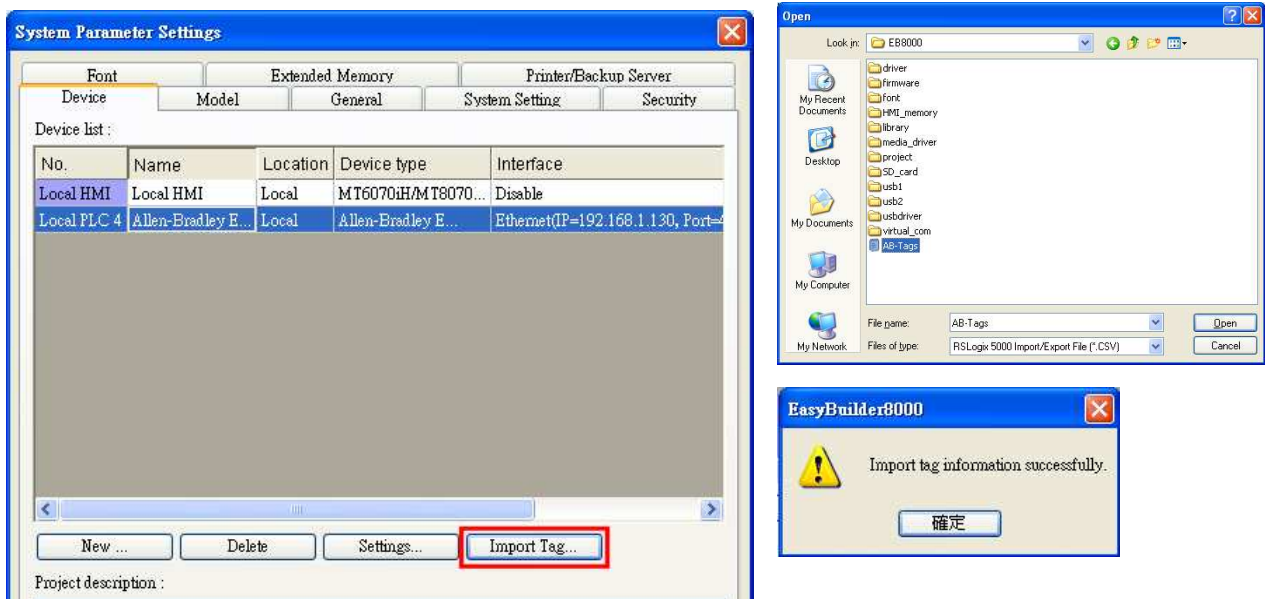 System Parameter Settings
Font Extended Memory Printer/Backup Server
Device Model General System Setting Security
Device list :
No. Name Location Device type Interface
Local HMI Local HMI Local MT6070iH/MT8070... Disable
Local PLC 4 Allen-Bradley E... Local Allen-Bradley E... Ethernet(IP=192.168.1.130, Port=4
New ... Delete Settings... Import Tag...
Project description :
Open
Look in: EB8000
My Recent Documents
Desktop
My Documents
My Computer
My Network
driver
firmware
font
HMI_memory
library
media_driver
project
SD_card
usb1
usb2
usbdriver
virtual_com
AB-Tags
File name: AB-Tags Open
Files of type: RSLogix 5000 Import/Export File (*.CSV) Cancel
EasyBuilder8000
Import tag information successfully.
確定